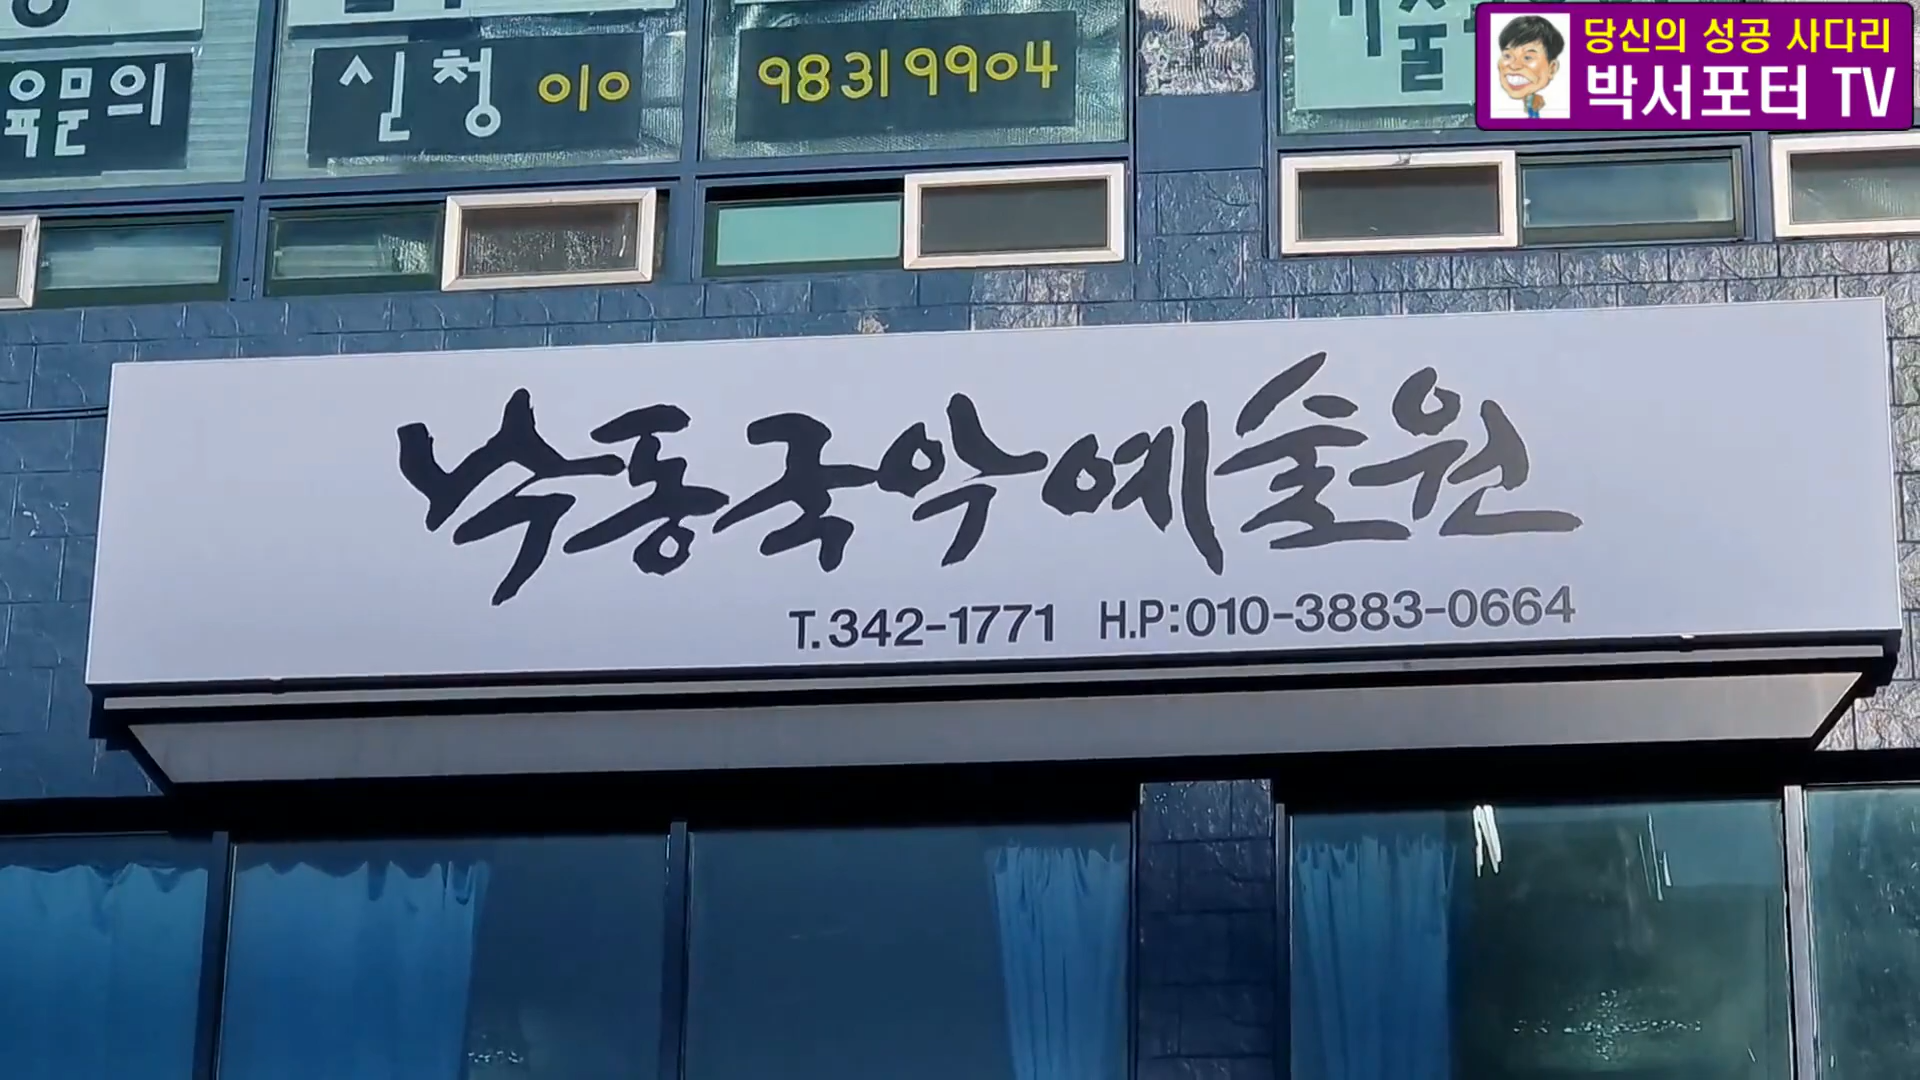 육문의
신청 010
98319904
당신의 성공 사다리
박서포터 TV
낙동국악예술원
T.342-1771 H.P:010-3883-0664